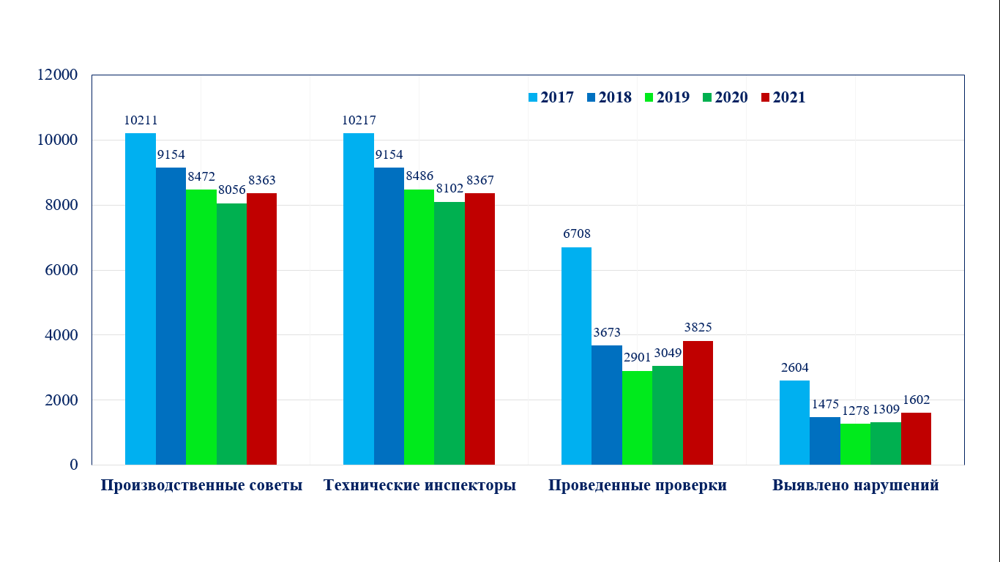 12000
2017 2018 2019 2020 2021
10211 10217
10000
9154 9154
8472 8056 8363 8486 8102 8367
8000
6708
6000
4000
3673 2901 3049 3825
2604
2000
1475 1278 1309 1602
0
Производственные советы Технические инспекторы Проведенные проверки Выявлено нарушений